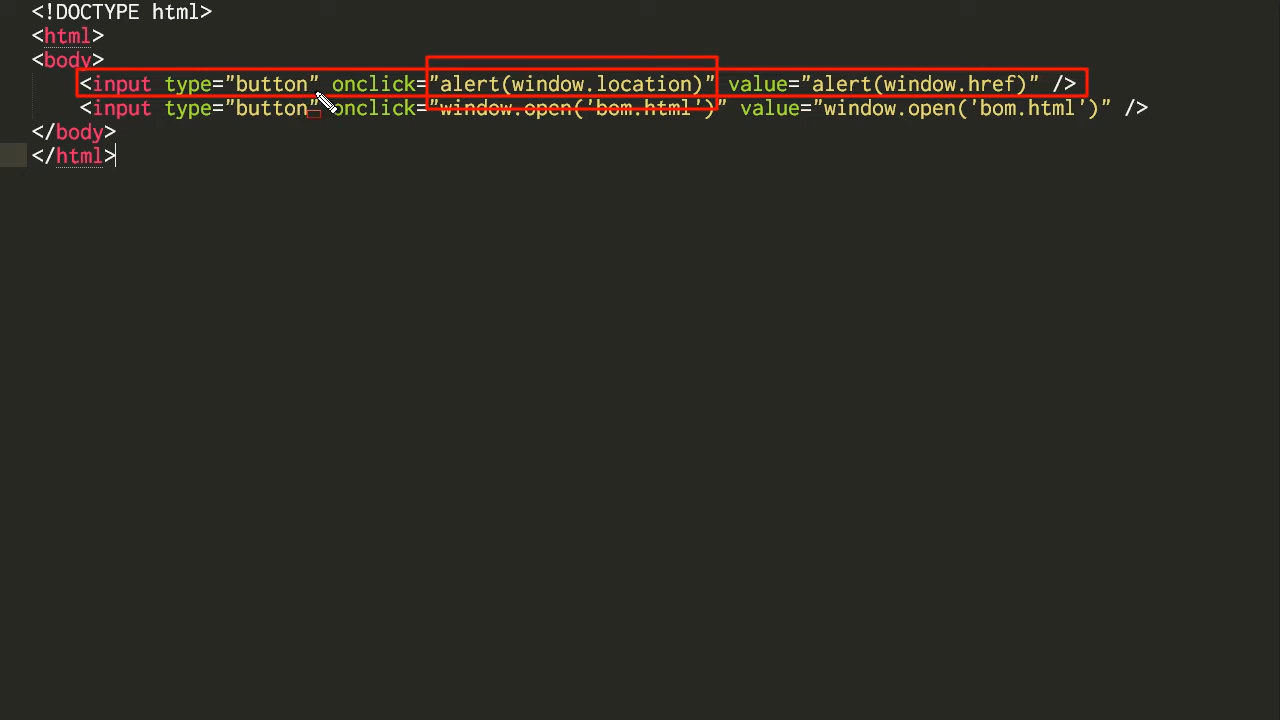 <!DOCTYPE html>
<html>
<body>
<input type="button" onclick="alert(window.location)" value="alert(window.href)" />
<input type="button" onclick="window.open('bom.html')" value="window.open('bom.html')" />
</body>
</html>